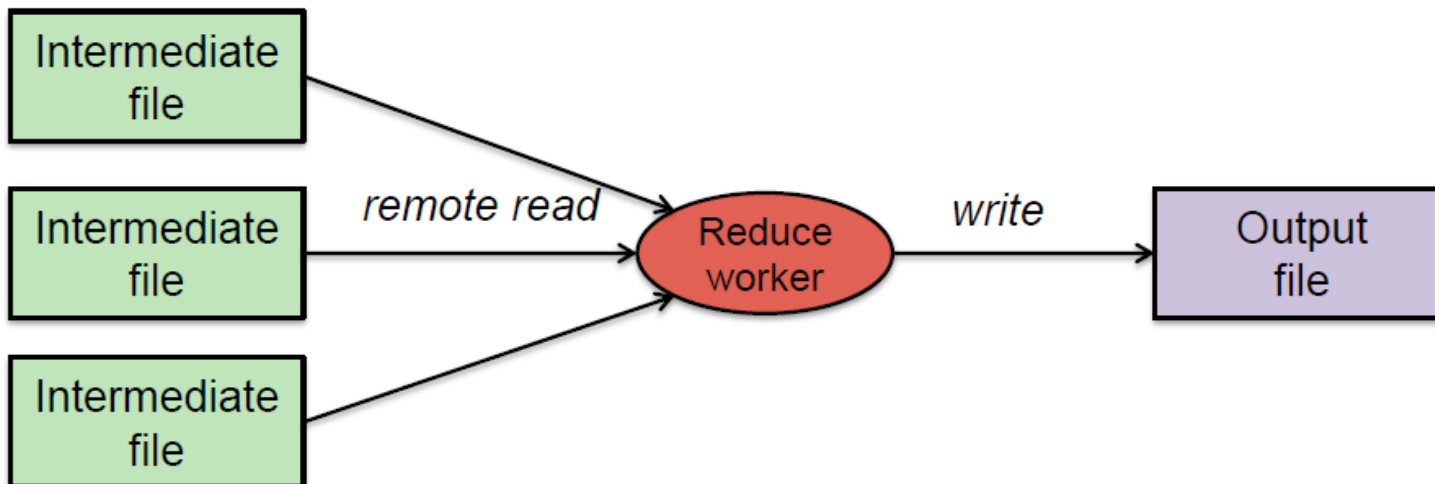 Intermediate
file
remote read
Intermediate
file
Reduce
worker
write
Output
file
Intermediate
file